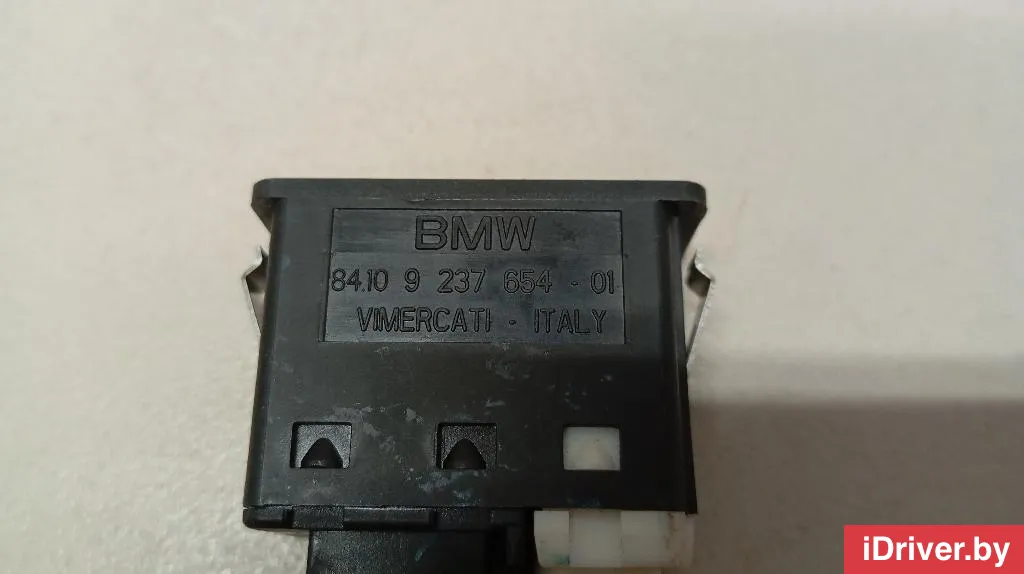 BMW
84.10 9 237 654 - 01
VIMERCATI - ITALY
iDriver.by